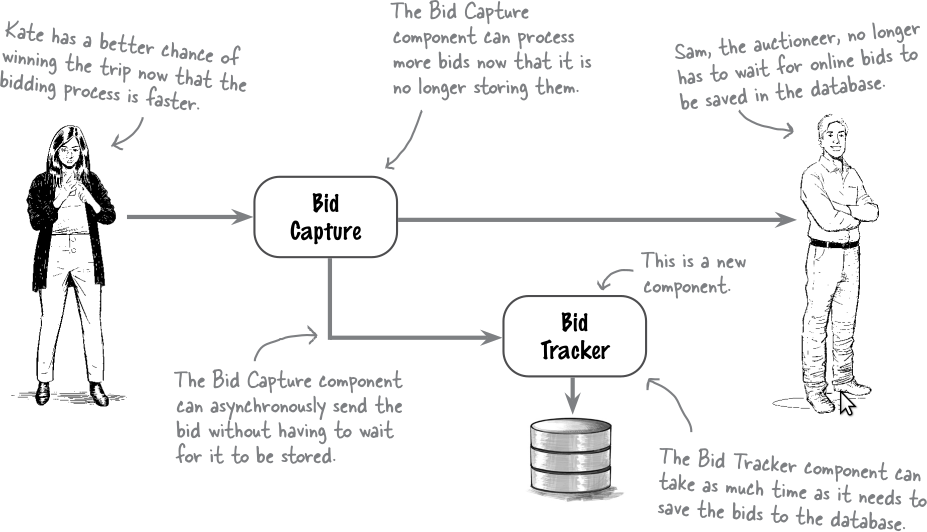 Kate has a better chance of
winning the trip now that the
bidding process is faster.
The Bid Capture
component can process
more bids now that it is
no longer storing them.
Sam, the auctioneer, no longer
has to wait for online bids to
be saved in the database.
Bid
Capture
This is a new
component.
Bid
Tracker
The Bid Capture component
can asynchronously send the
bid without having to wait
for it to be stored.
The Bid Tracker component can
take as much time as it needs to
save the bids to the database.